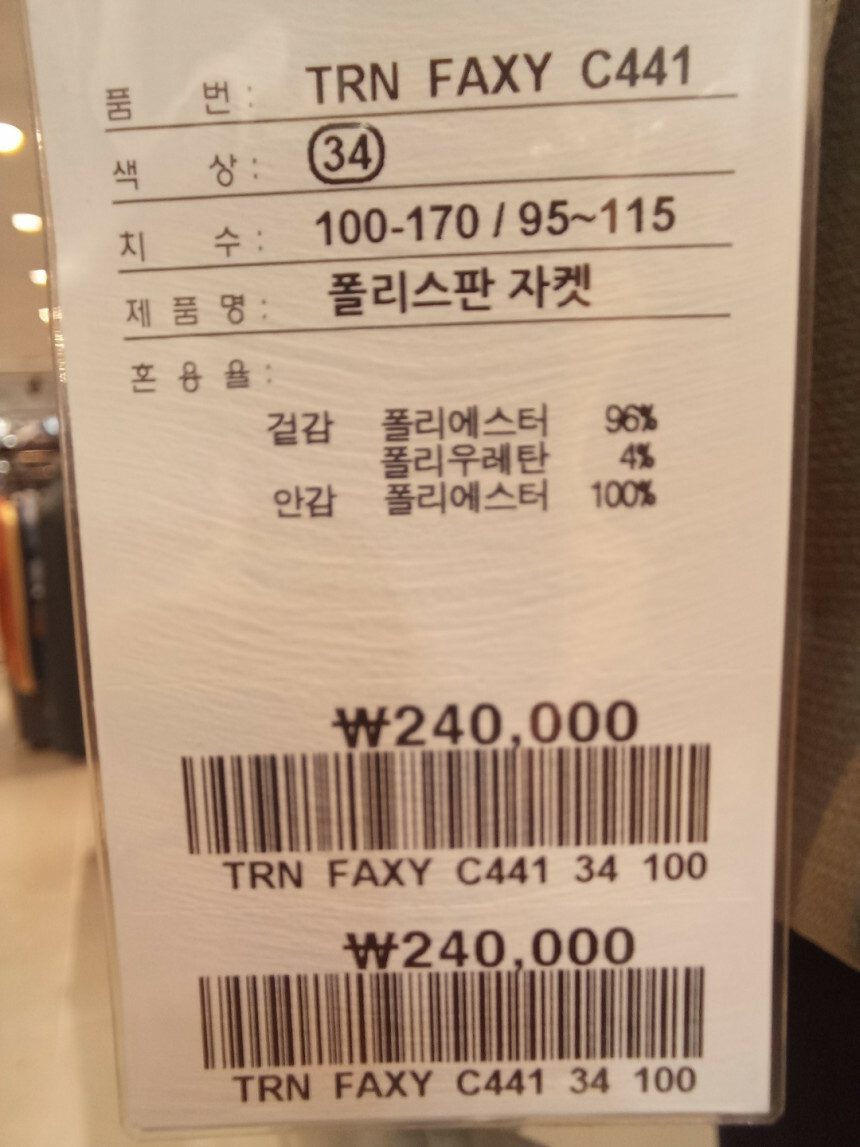 품 번 : TRN FAXY C441
색 상 : 34
치 수 : 100-170 / 95~115
제 품 명 : 폴리스판 자켓
혼 용 율 :
겉감 폴리에스터 96%
폴리우레탄 4%
안감 폴리에스터 100%
₩240,000
TRN FAXY C441 34 100
₩240,000
TRN FAXY C441 34 100